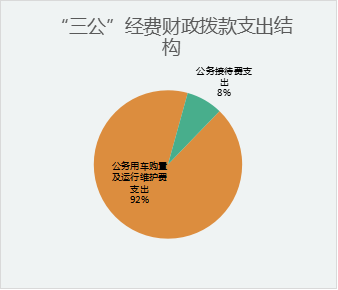 “三公”经费财政拨款支出结
构
公务接待费支
出
8%
公务用车购置
及运行维护费
支出
92%